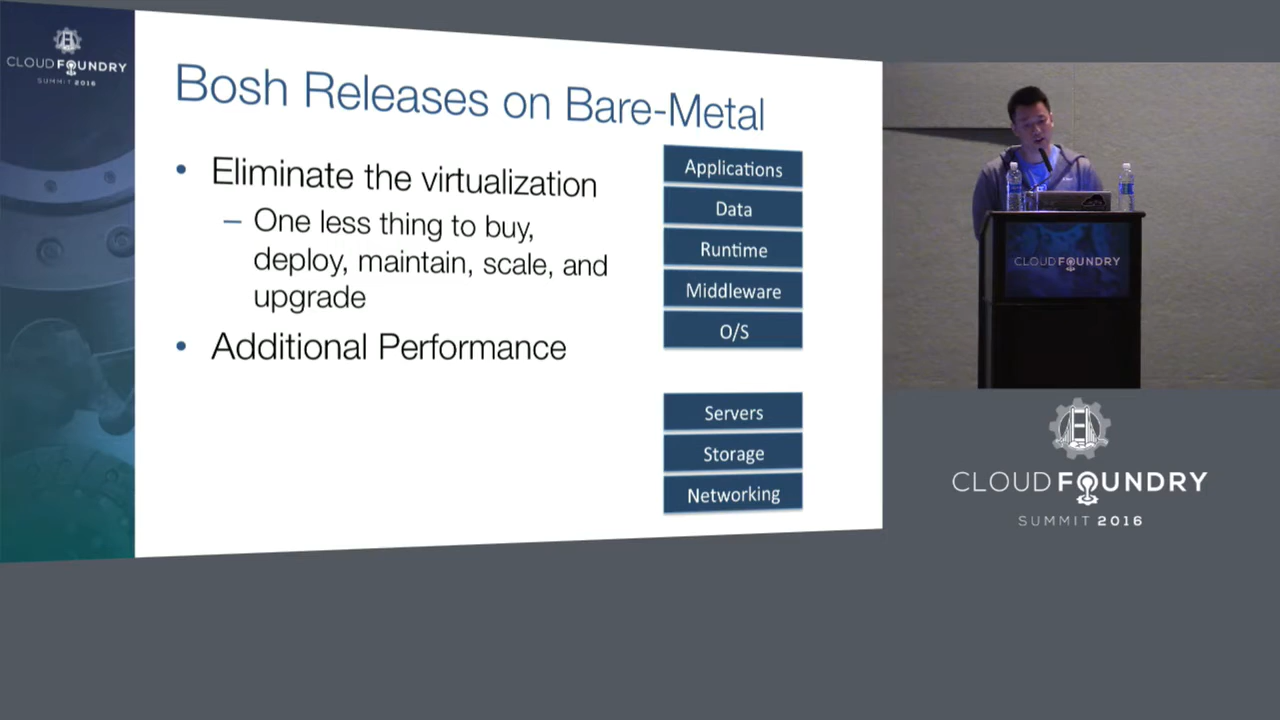 CLOUD FOUNDRY
SUMMIT 2016
Bosh Releases on Bare-Metal
• Eliminate the virtualization
– One less thing to buy,
deploy, maintain, scale, and
upgrade
• Additional Performance
Applications
Data
Runtime
Middleware
O/S
Servers
Storage
Networking
CLOUD FOUNDRY
CLOUD FOUNDRY
SUMMIT 2016